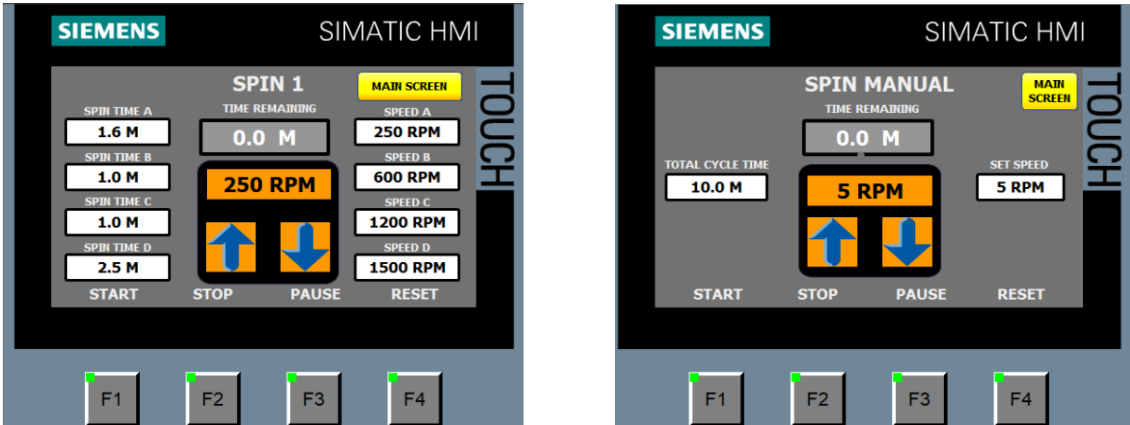 SIEMENS
SIMATIC HMI
TOUCH
SPIN 1
MAIN SCREEN
SPIN TIME A
1.6 M
SPIN TIME B
1.0 M
SPIN TIME C
1.0 M
SPIN TIME D
2.5 M
TIME REMAINING
0.0 M
250 RPM
SPEED A
250 RPM
SPEED B
600 RPM
SPEED C
1200 RPM
SPEED D
1500 RPM
START STOP PAUSE RESET
F1 F2 F3 F4
SIEMENS
SIMATIC HMI
TOUCH
SPIN MANUAL
MAIN
SCREEN
TIME REMAINING
0.0 M
TOTAL CYCLE TIME
10.0 M
5 RPM
SET SPEED
5 RPM
START STOP PAUSE RESET
F1 F2 F3 F4